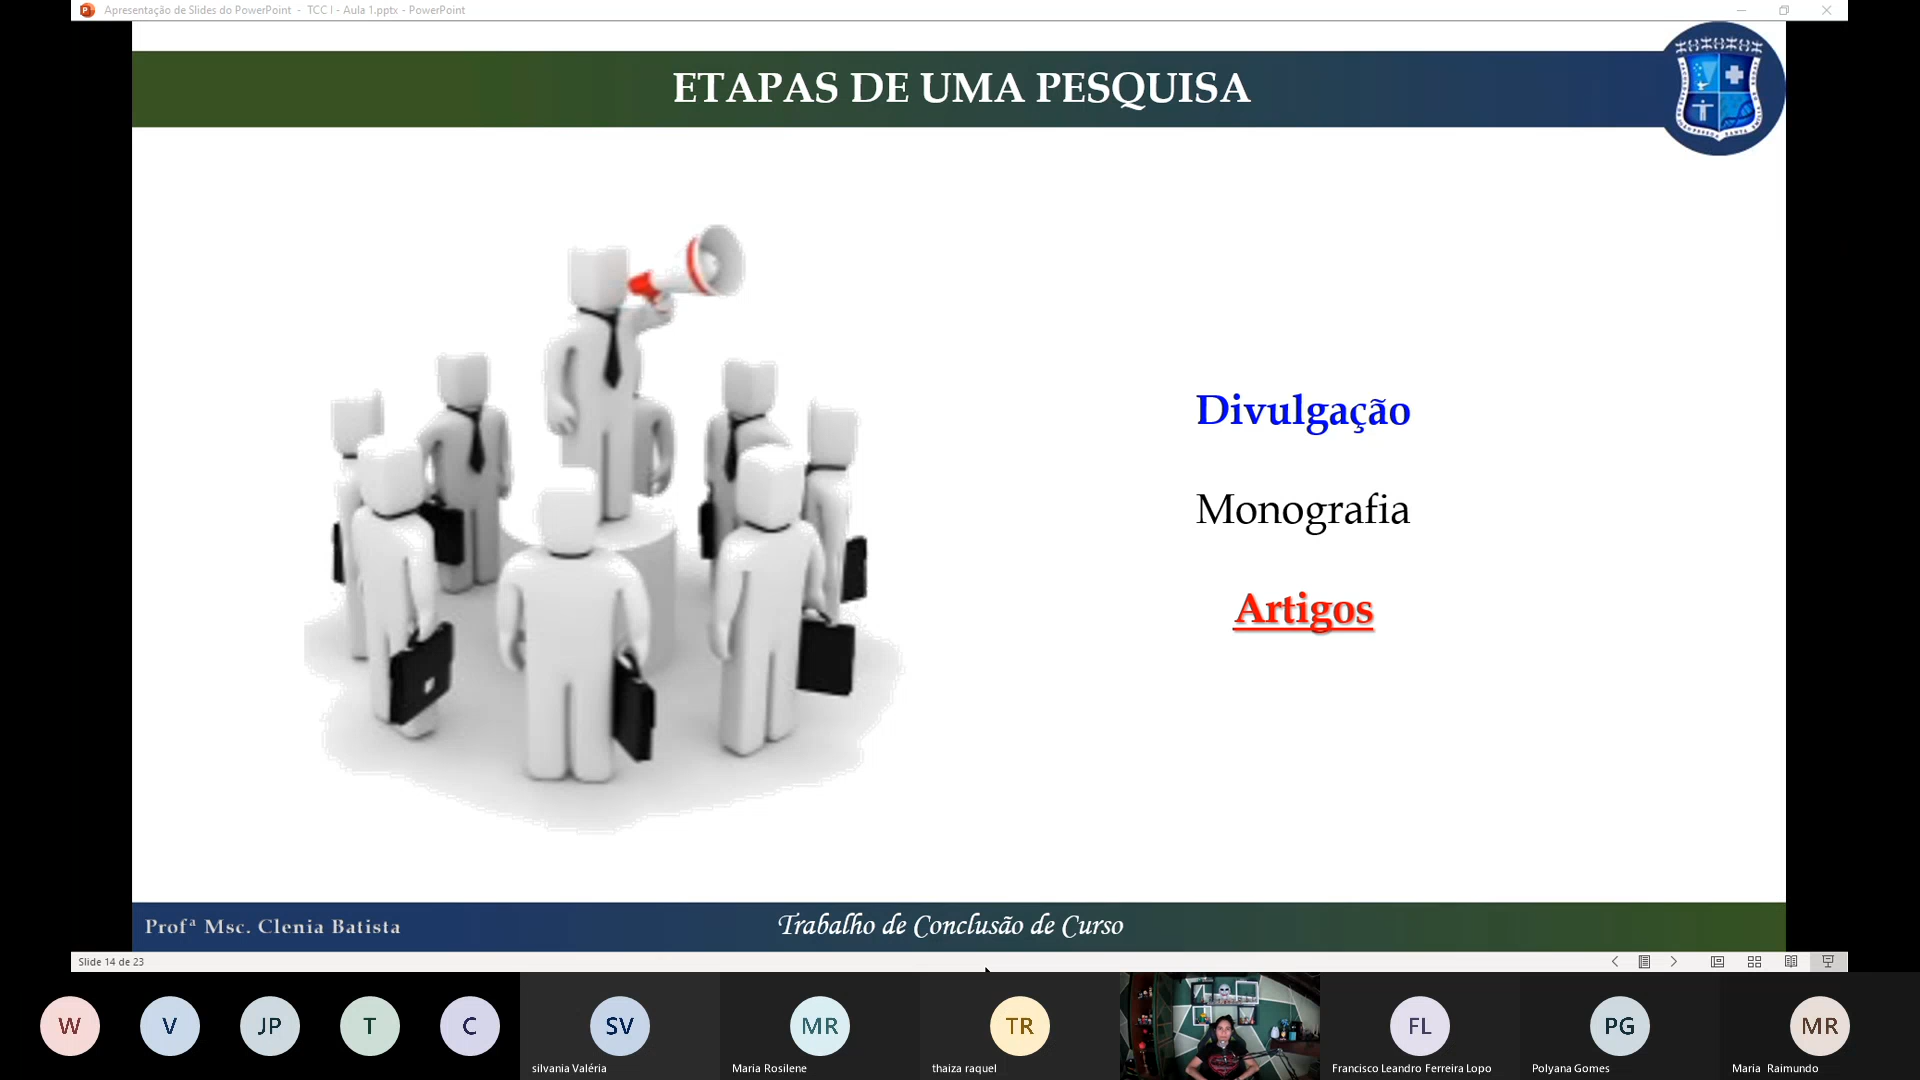 Apresentação de Slides do PowerPoint - TCC I - Aula 1.pptx - PowerPoint
ETAPAS DE UMA PESQUISA
Divulgação
Monografia
Artigos
Profª Msc. Clenia Batista
Trabalho de Conclusão de Curso
Slide 14 de 23
W
V
JP
T
C
SV
MR
TR
FL
PG
MR
silvania Valéria
Maria Rosilene
thaiza raquel
Francisco Leandro Ferreira Lopo
Polyana Gomes
Maria Raimundo